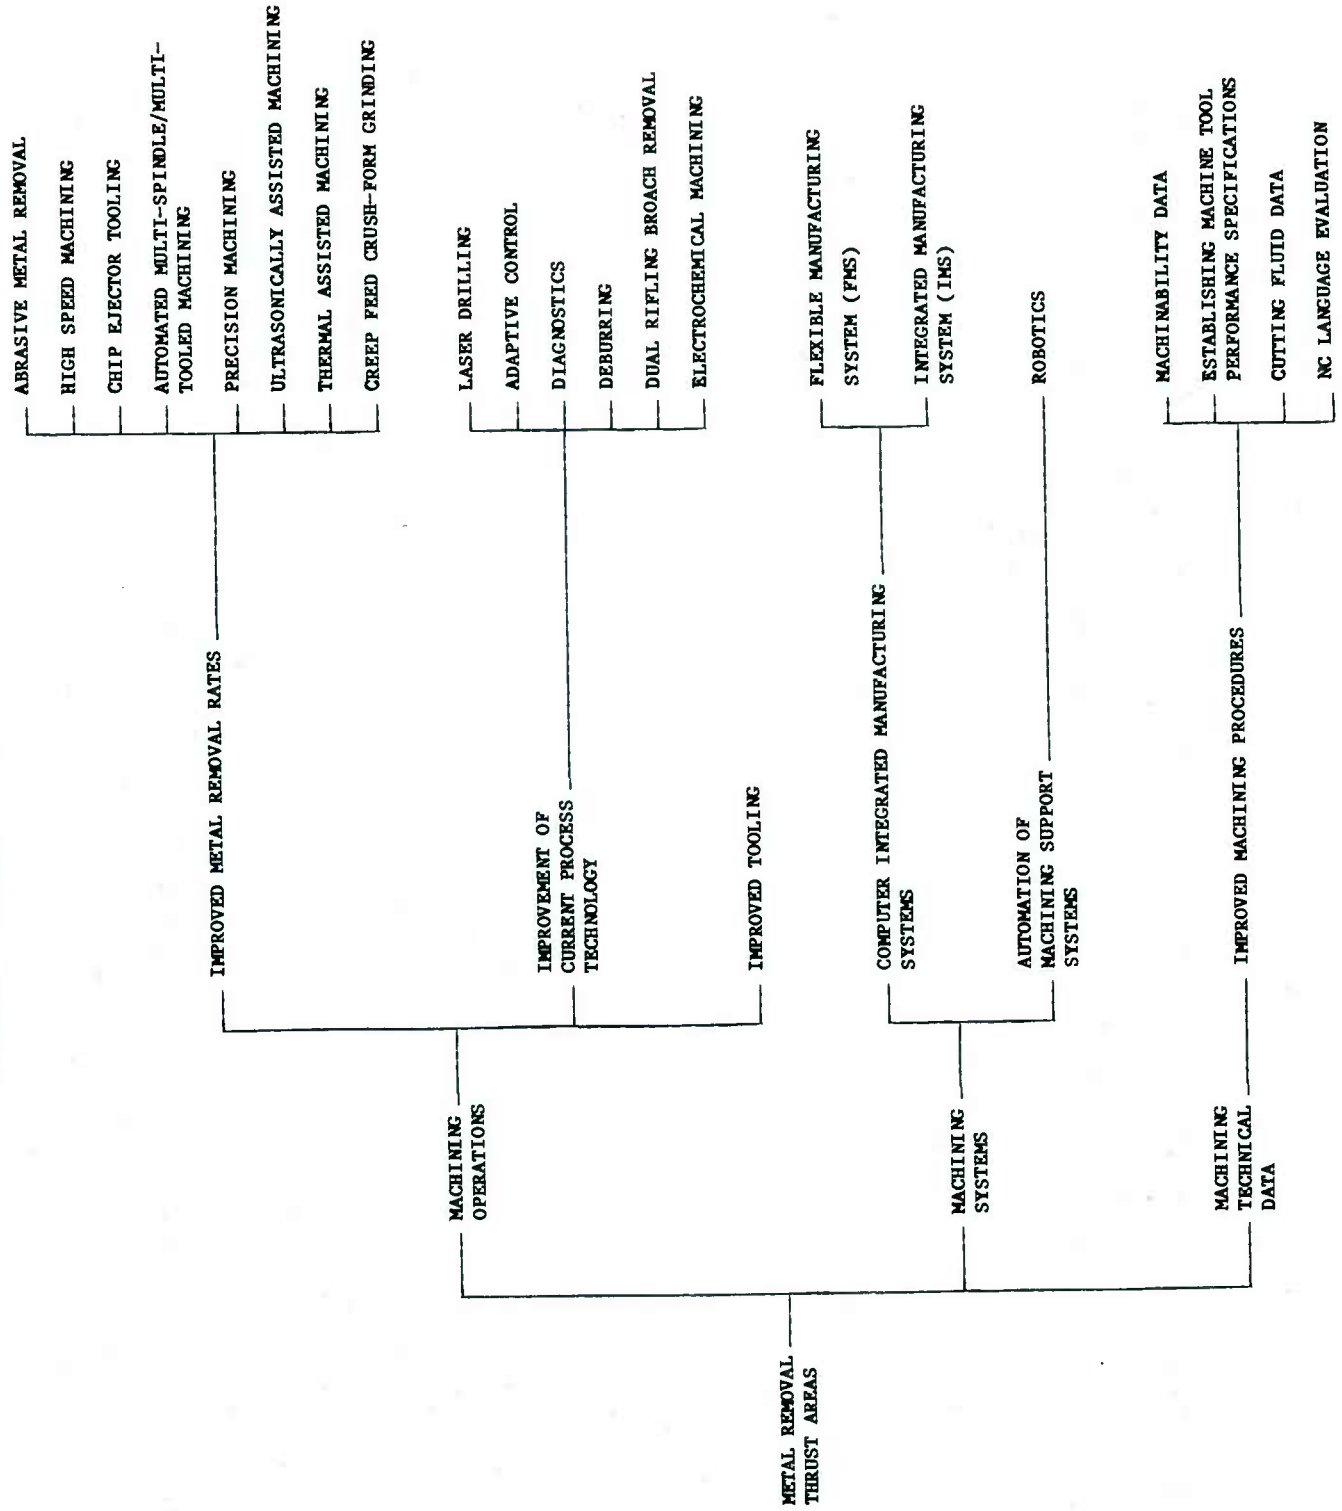 METAL REMOVAL
THRUST AREAS
MACHINING
OPERATIONS
IMPROVED METAL REMOVAL RATES
ABRASIVE METAL REMOVAL
HIGH SPEED MACHINING
CHIP EJECTOR TOOLING
AUTOMATED MULTI-SPINDLE/MULTI-
TOOLED MACHINING
PRECISION MACHINING
ULTRASONICALLY ASSISTED MACHINING
THERMAL ASSISTED MACHINING
CREEP FEED CRUSH-FORM GRINDING
IMPROVEMENT OF
CURRENT PROCESS
TECHNOLOGY
LASER DRILLING
ADAPTIVE CONTROL
DIAGNOSTICS
DEBURRING
DUAL RIFLING BROACH REMOVAL
ELECTROCHEMICAL MACHINING
IMPROVED TOOLING
MACHINING
SYSTEMS
COMPUTER INTEGRATED MANUFACTURING
SYSTEMS
FLEXIBLE MANUFACTURING
SYSTEM (FMS)
INTEGRATED MANUFACTURING
SYSTEM (IMS)
AUTOMATION OF
MACHINING SUPPORT
SYSTEMS
ROBOTICS
MACHINING
TECHNICAL
DATA
IMPROVED MACHINING PROCEDURES
MACHINABILITY DATA
ESTABLISHING MACHINE TOOL
PERFORMANCE SPECIFICATIONS
CUTTING FLUID DATA
NC LANGUAGE EVALUATION